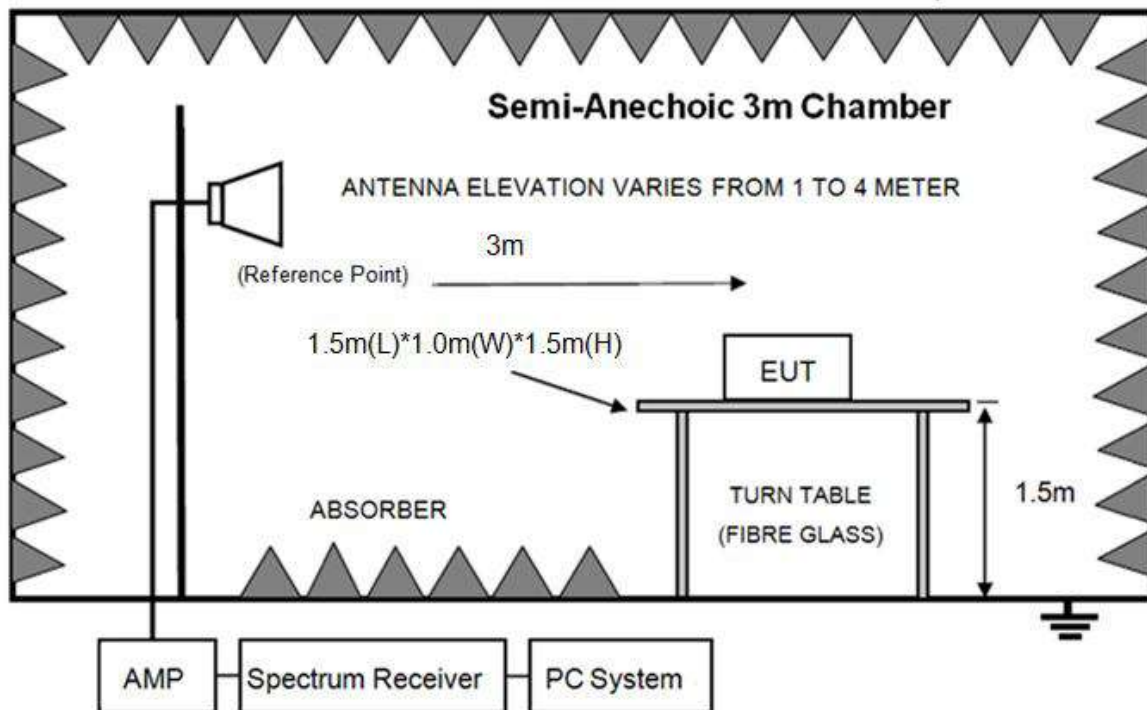 Semi-Anechoic 3m Chamber
ANTENNA ELEVATION VARIES FROM 1 TO 4 METER
3m
(Reference Point)
1.5m(L)*1.0m(W)*1.5m(H)
EUT
TURN TABLE
(FIBRE GLASS)
1.5m
ABSORBER
AMP
Spectrum Receiver
PC System